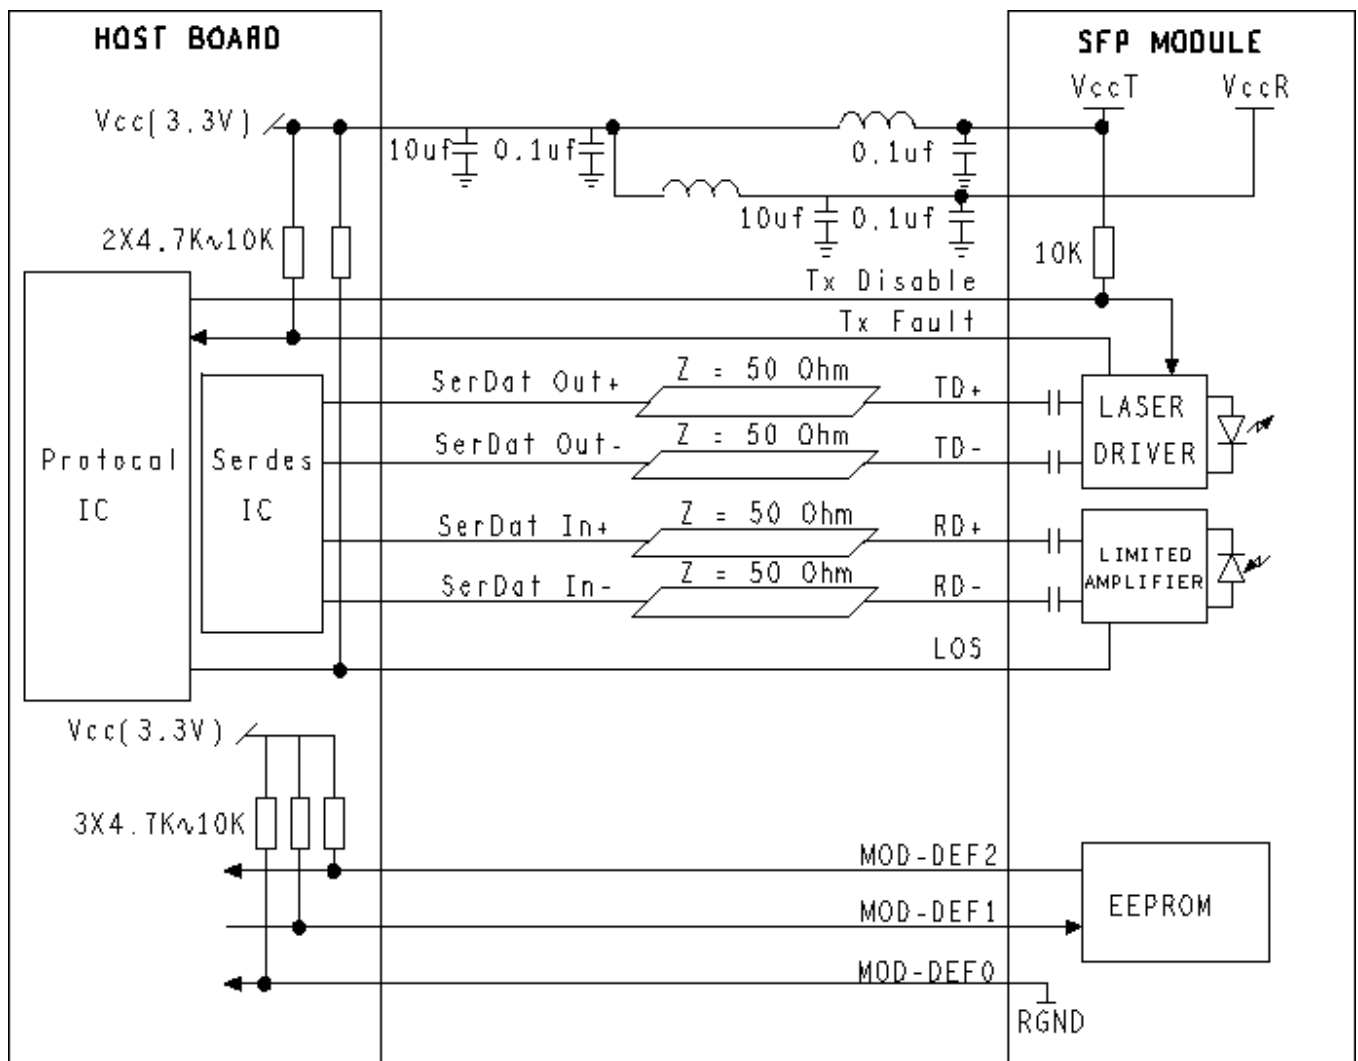 HOST BOARD
SFP MODULE
VccT
VccR
Vcc(3.3V)
10uf
0.1uf
0.1uf
10uf
0.1uf
2X4.7K∿10K
10K
Tx Disable
Tx Fault
SerDat Out+
Z = 50 Ohm
TD+
LASER
DRIVER
SerDat Out-
Z = 50 Ohm
TD-
Protocal
IC
Serdes
IC
SerDat In+
Z = 50 Ohm
RD+
LIMITED
AMPLIFIER
SerDat In-
Z = 50 Ohm
RD-
LOS
Vcc(3.3V)
3X4.7K∿10K
MOD-DEF2
MOD-DEF1
EEPROM
MOD-DEF0
RGND